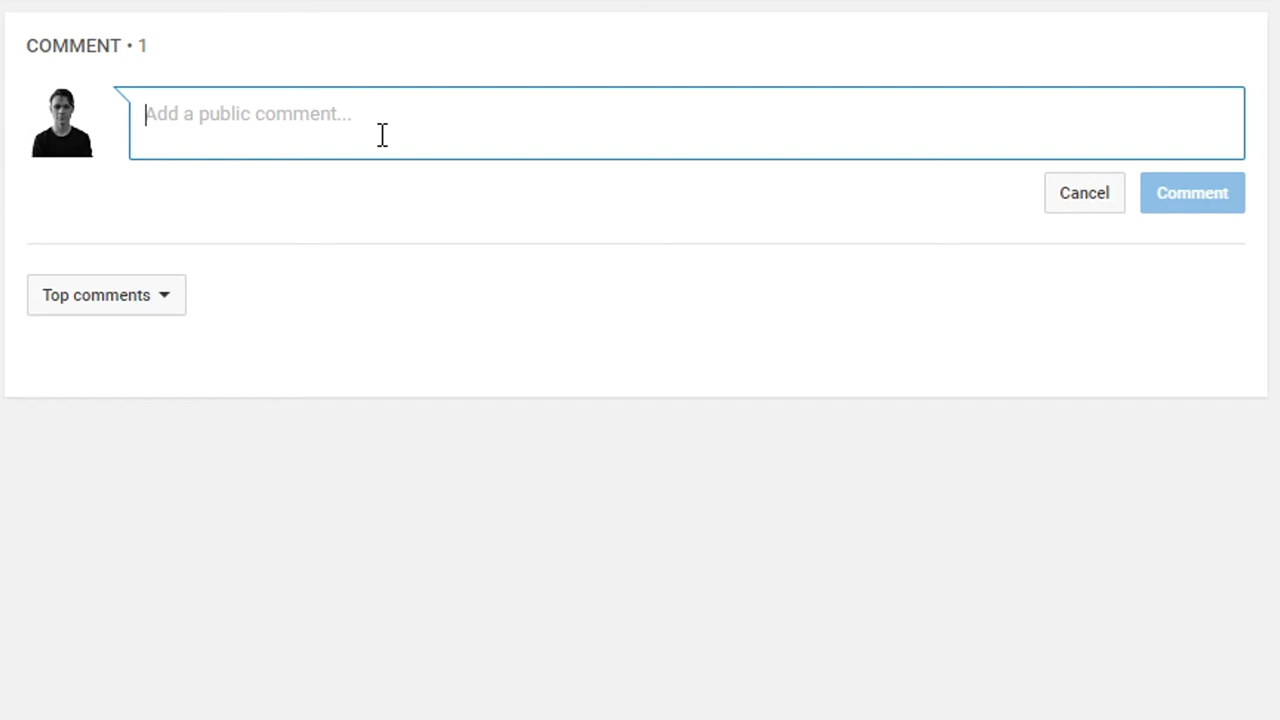 COMMENT • 1
Add a public comment...
Cancel
Comment
Top comments